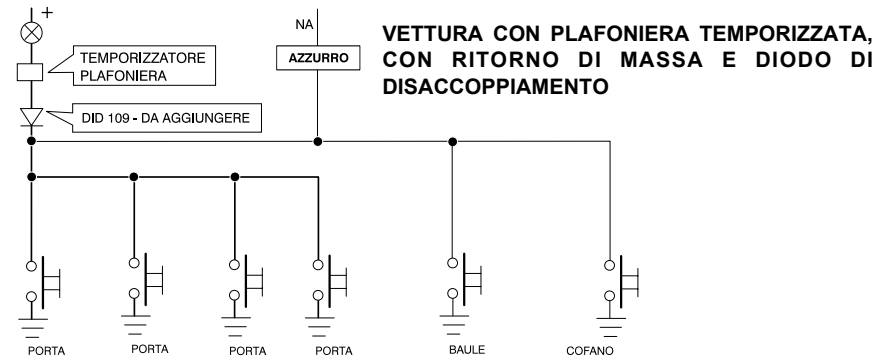 +
NA
VETTURA CON PLAFONIERA TEMPORIZZATA,
CON RITORNO DI MASSA E DIODO DI
DISACCOPPIAMENTO
TEMPORIZZATORE
PLAFONIERA
AZZURRO
DID 109 - DA AGGIUNGERE
PORTA PORTA PORTA PORTA BAULE COFANO